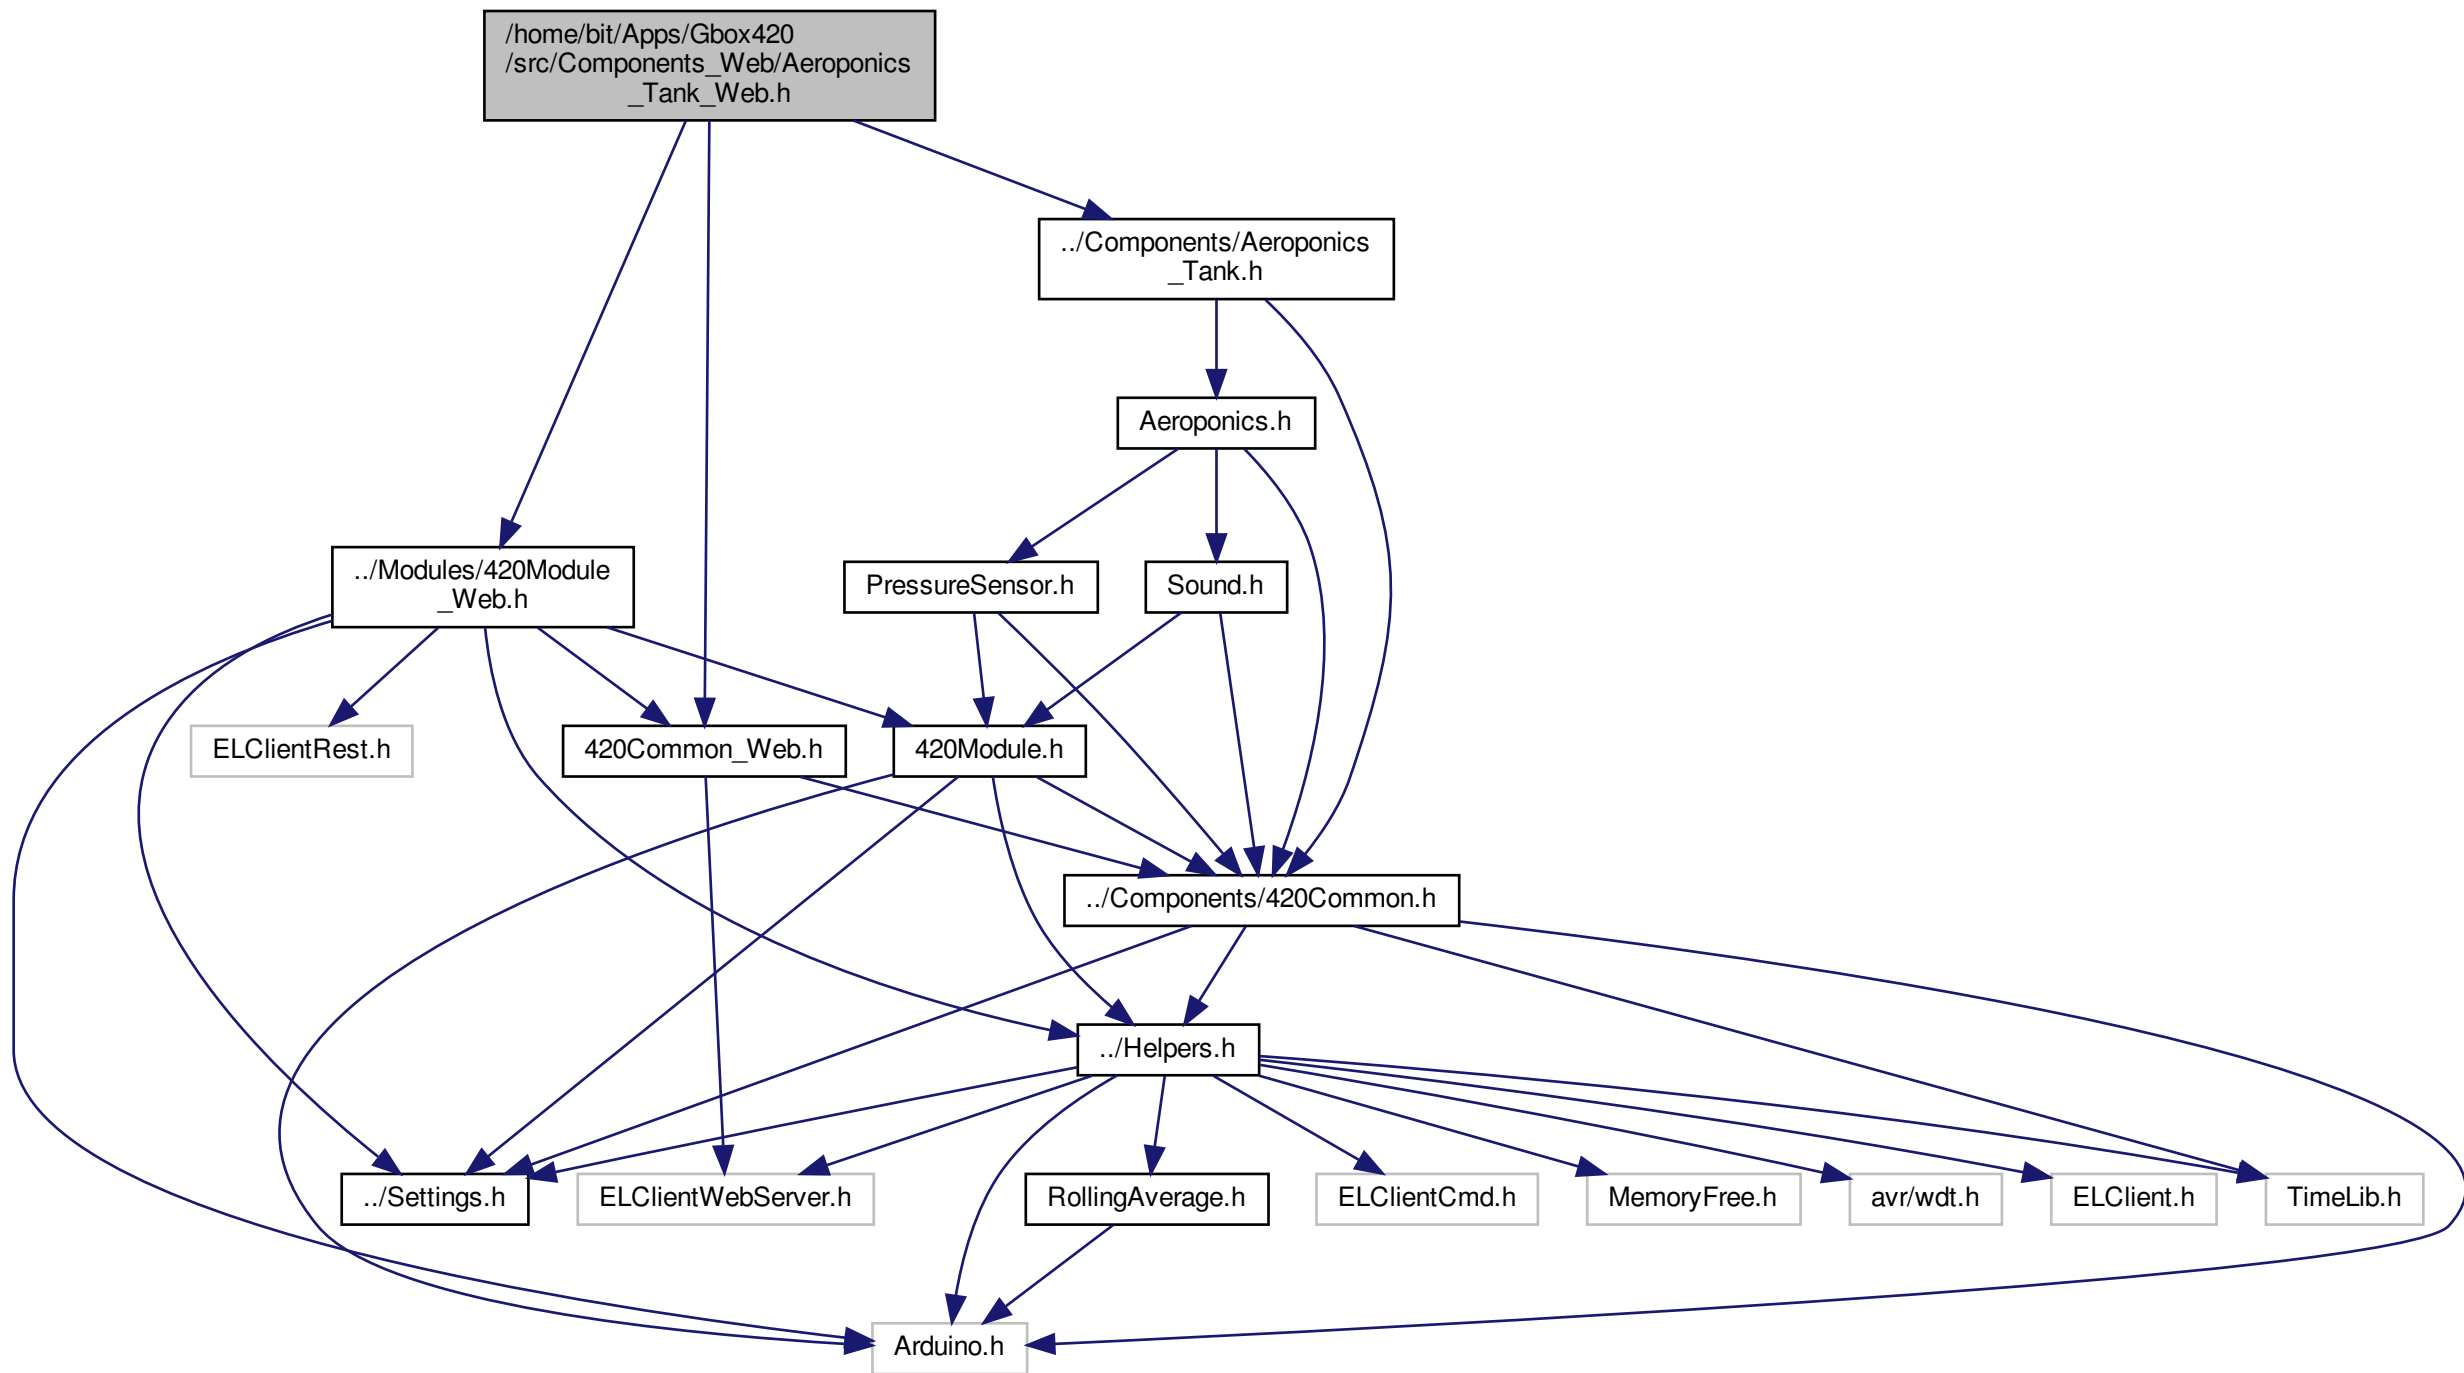 /home/bit/Apps/Gbox420
/src/Components_Web/Aeroponics
_Tank_Web.h
../Components/Aeroponics
_Tank.h
Aeroponics.h
../Modules/420Module
_Web.h
PressureSensor.h
Sound.h
ELClientRest.h
420Common_Web.h
420Module.h
../Components/420Common.h
../Helpers.h
../Settings.h
ELClientWebServer.h
RollingAverage.h
ELClientCmd.h
MemoryFree.h
avr/wdt.h
ELClient.h
TimeLib.h
Arduino.h